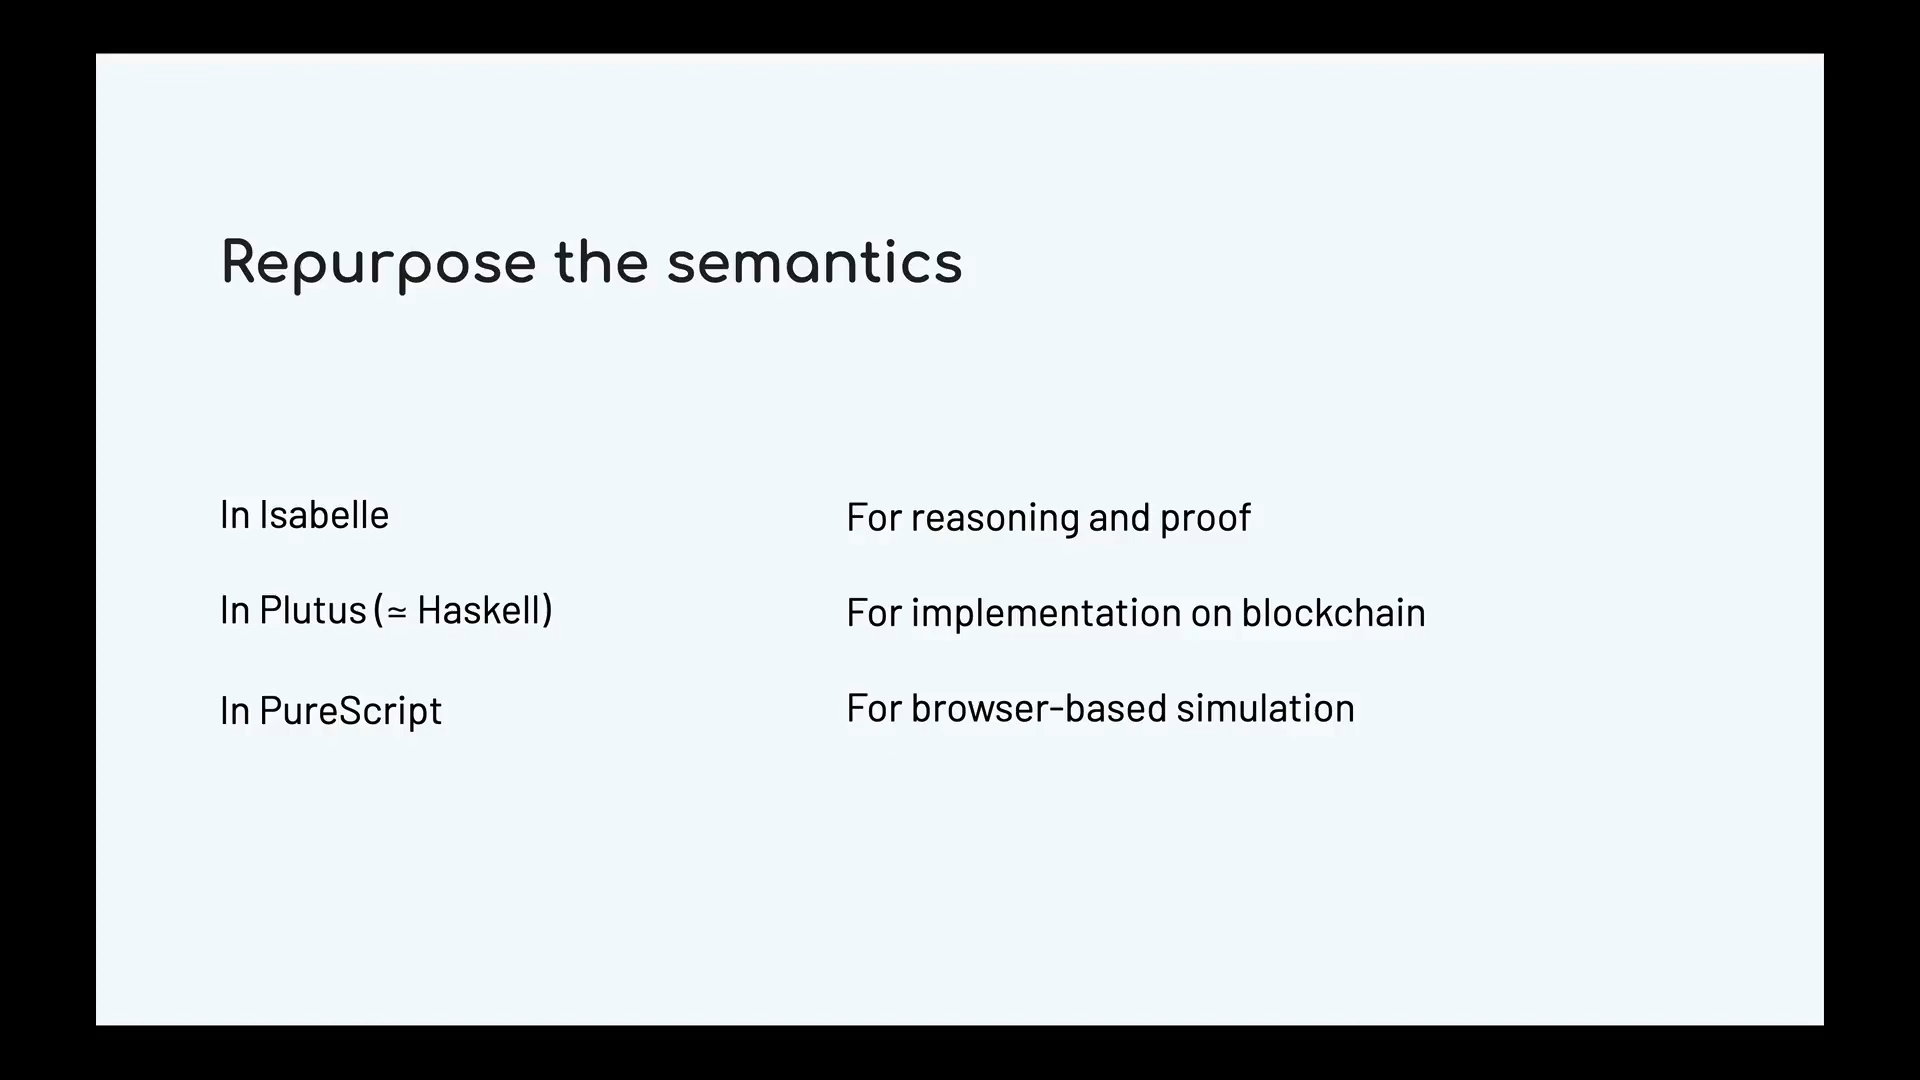 Repurpose the semantics
In Isabelle
For reasoning and proof
In Plutus (≃ Haskell)
For implementation on blockchain
In PureScript
For browser-based simulation